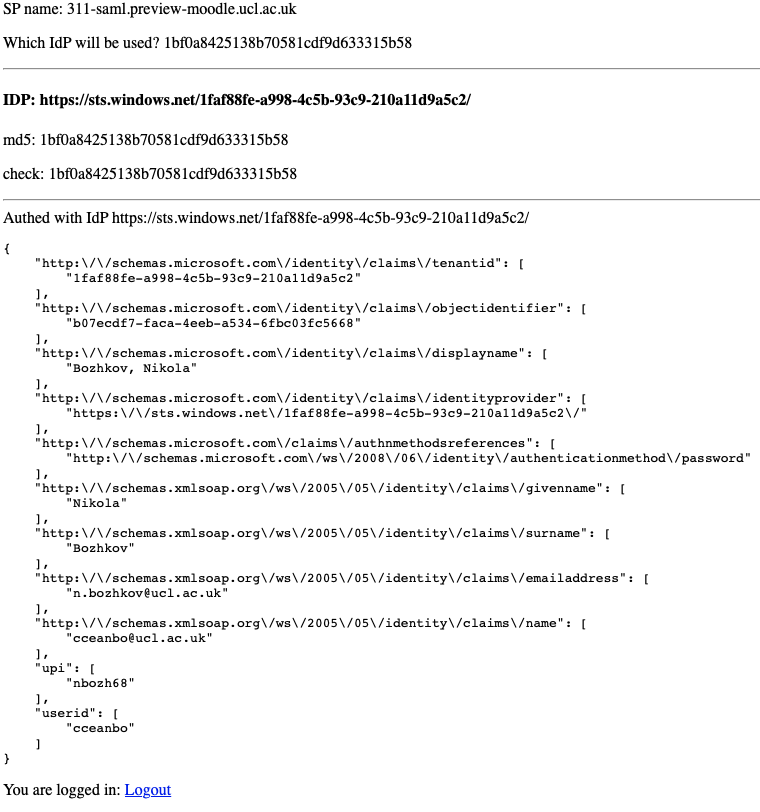 SP name: 311-saml.preview-moodle.ucl.ac.uk
Which IdP will be used? 1bf0a8425138b70581cdf9d633315b58
IDP: https://sts.windows.net/1faf88fe-a998-4c5b-93c9-210a11d9a5c2/
md5: 1bf0a8425138b70581cdf9d633315b58
check: 1bf0a8425138b70581cdf9d633315b58
Authed with IdP https://sts.windows.net/1faf88fe-a998-4c5b-93c9-210a11d9a5c2/
{
    "http:\/\/schemas.microsoft.com\/identity\/claims\/tenantid": [
        "1faf88fe-a998-4c5b-93c9-210a11d9a5c2"
    ],
    "http:\/\/schemas.microsoft.com\/identity\/claims\/objectidentifier": [
        "b07ecdf7-faca-4eeb-a534-6fbc03fc5668"
    ],
    "http:\/\/schemas.microsoft.com\/identity\/claims\/displayname": [
        "Bozhkov, Nikola"
    ],
    "http:\/\/schemas.microsoft.com\/identity\/claims\/identityprovider": [
        "https:\/\/sts.windows.net\/1faf88fe-a998-4c5b-93c9-210a11d9a5c2\/"
    ],
    "http:\/\/schemas.microsoft.com\/claims\/authnmethodsreferences": [
        "http:\/\/schemas.microsoft.com\/ws\/2008\/06\/identity\/authenticationmethod\/password"
    ],
    "http:\/\/schemas.xmlsoap.org\/ws\/2005\/05\/identity\/claims\/givenname": [
        "Nikola"
    ],
    "http:\/\/schemas.xmlsoap.org\/ws\/2005\/05\/identity\/claims\/surname": [
        "Bozhkov"
    ],
    "http:\/\/schemas.xmlsoap.org\/ws\/2005\/05\/identity\/claims\/emailaddress": [
        "n.bozhkov@ucl.ac.uk"
    ],
    "http:\/\/schemas.xmlsoap.org\/ws\/2005\/05\/identity\/claims\/name": [
        "cceanbo@ucl.ac.uk"
    ],
    "upi": [
        "nbozh68"
    ],
    "userid": [
        "cceanbo"
    ]
}
You are logged in: Logout